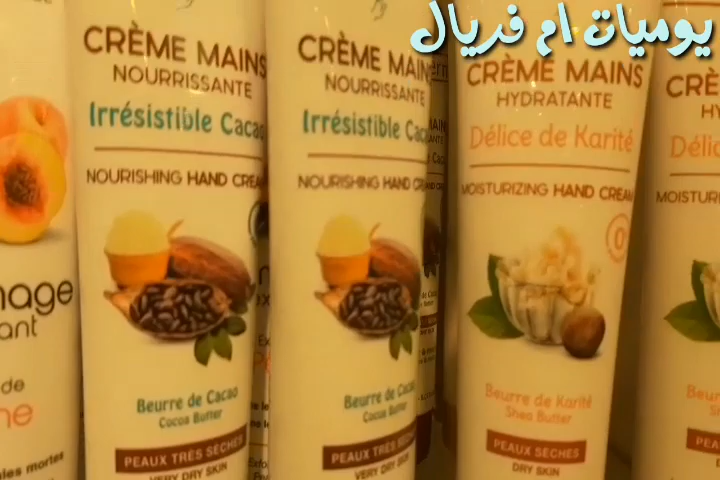 يوميات ام فريال
CRÈME MAINS
NOURRISSANTE
Irrésistible Cacao
NOURISHING HAND CREAM
Beurre de Cacao
Cocoa Butter
PEAUX TRÈS SÈCHES
VERY DRY SKIN
CRÈME MAINS
NOURRISSANTE
Irrésistible
NOURISHING HAND CREAM
Beurre de Cacao
Cocoa Butter
PEAUX TRÈS SÈCHES
VERY DRY SKIN
CRÈME MAINS
HYDRATANTE
Délice de Karité
MOISTURIZING HAND CREAM
0
Beurre de Karité
Shea Butter
PEAUX SÈCHES
DRY SKIN